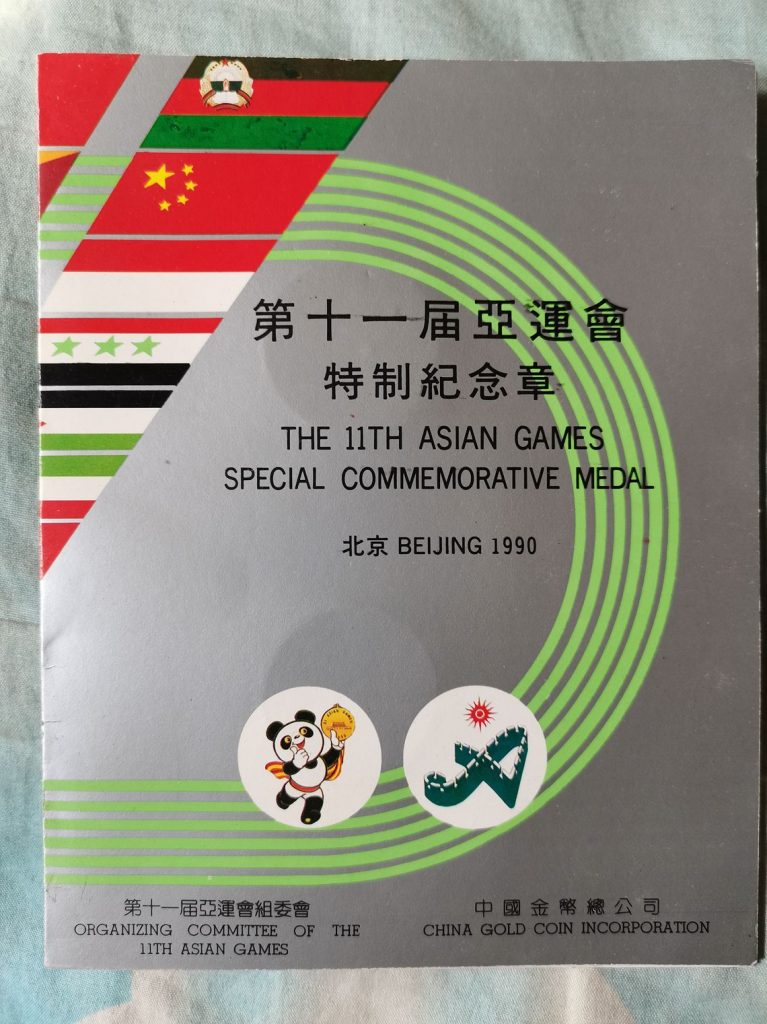 第十一届亞運會
特制紀念章
THE 11TH ASIAN GAMES
SPECIAL COMMEMORATIVE MEDAL
北京 BEIJING 1990
第十一届亞運會組委會
ORGANIZING COMMITTEE OF THE
11TH ASIAN GAMES
中國金幣總公司
CHINA GOLD COIN INCORPORATION